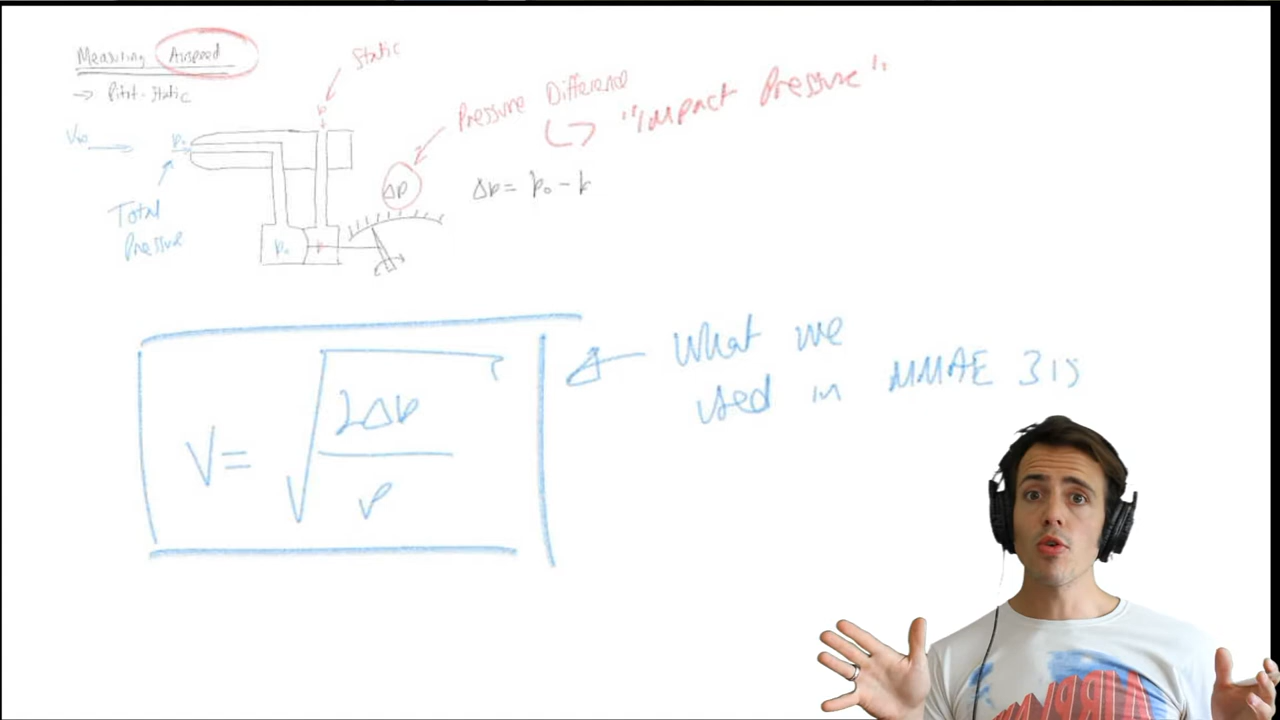 Measuring Airspeed
→ Pitot-Static
Static
Pressure Difference
↳ "Impact Pressure"
V∞
p₀
p
Total
Pressure
Δp
Δp = p₀ - p
p₀
p
V = √(2Δp/ρ)
What we
used in MMAE 315
AIRPL